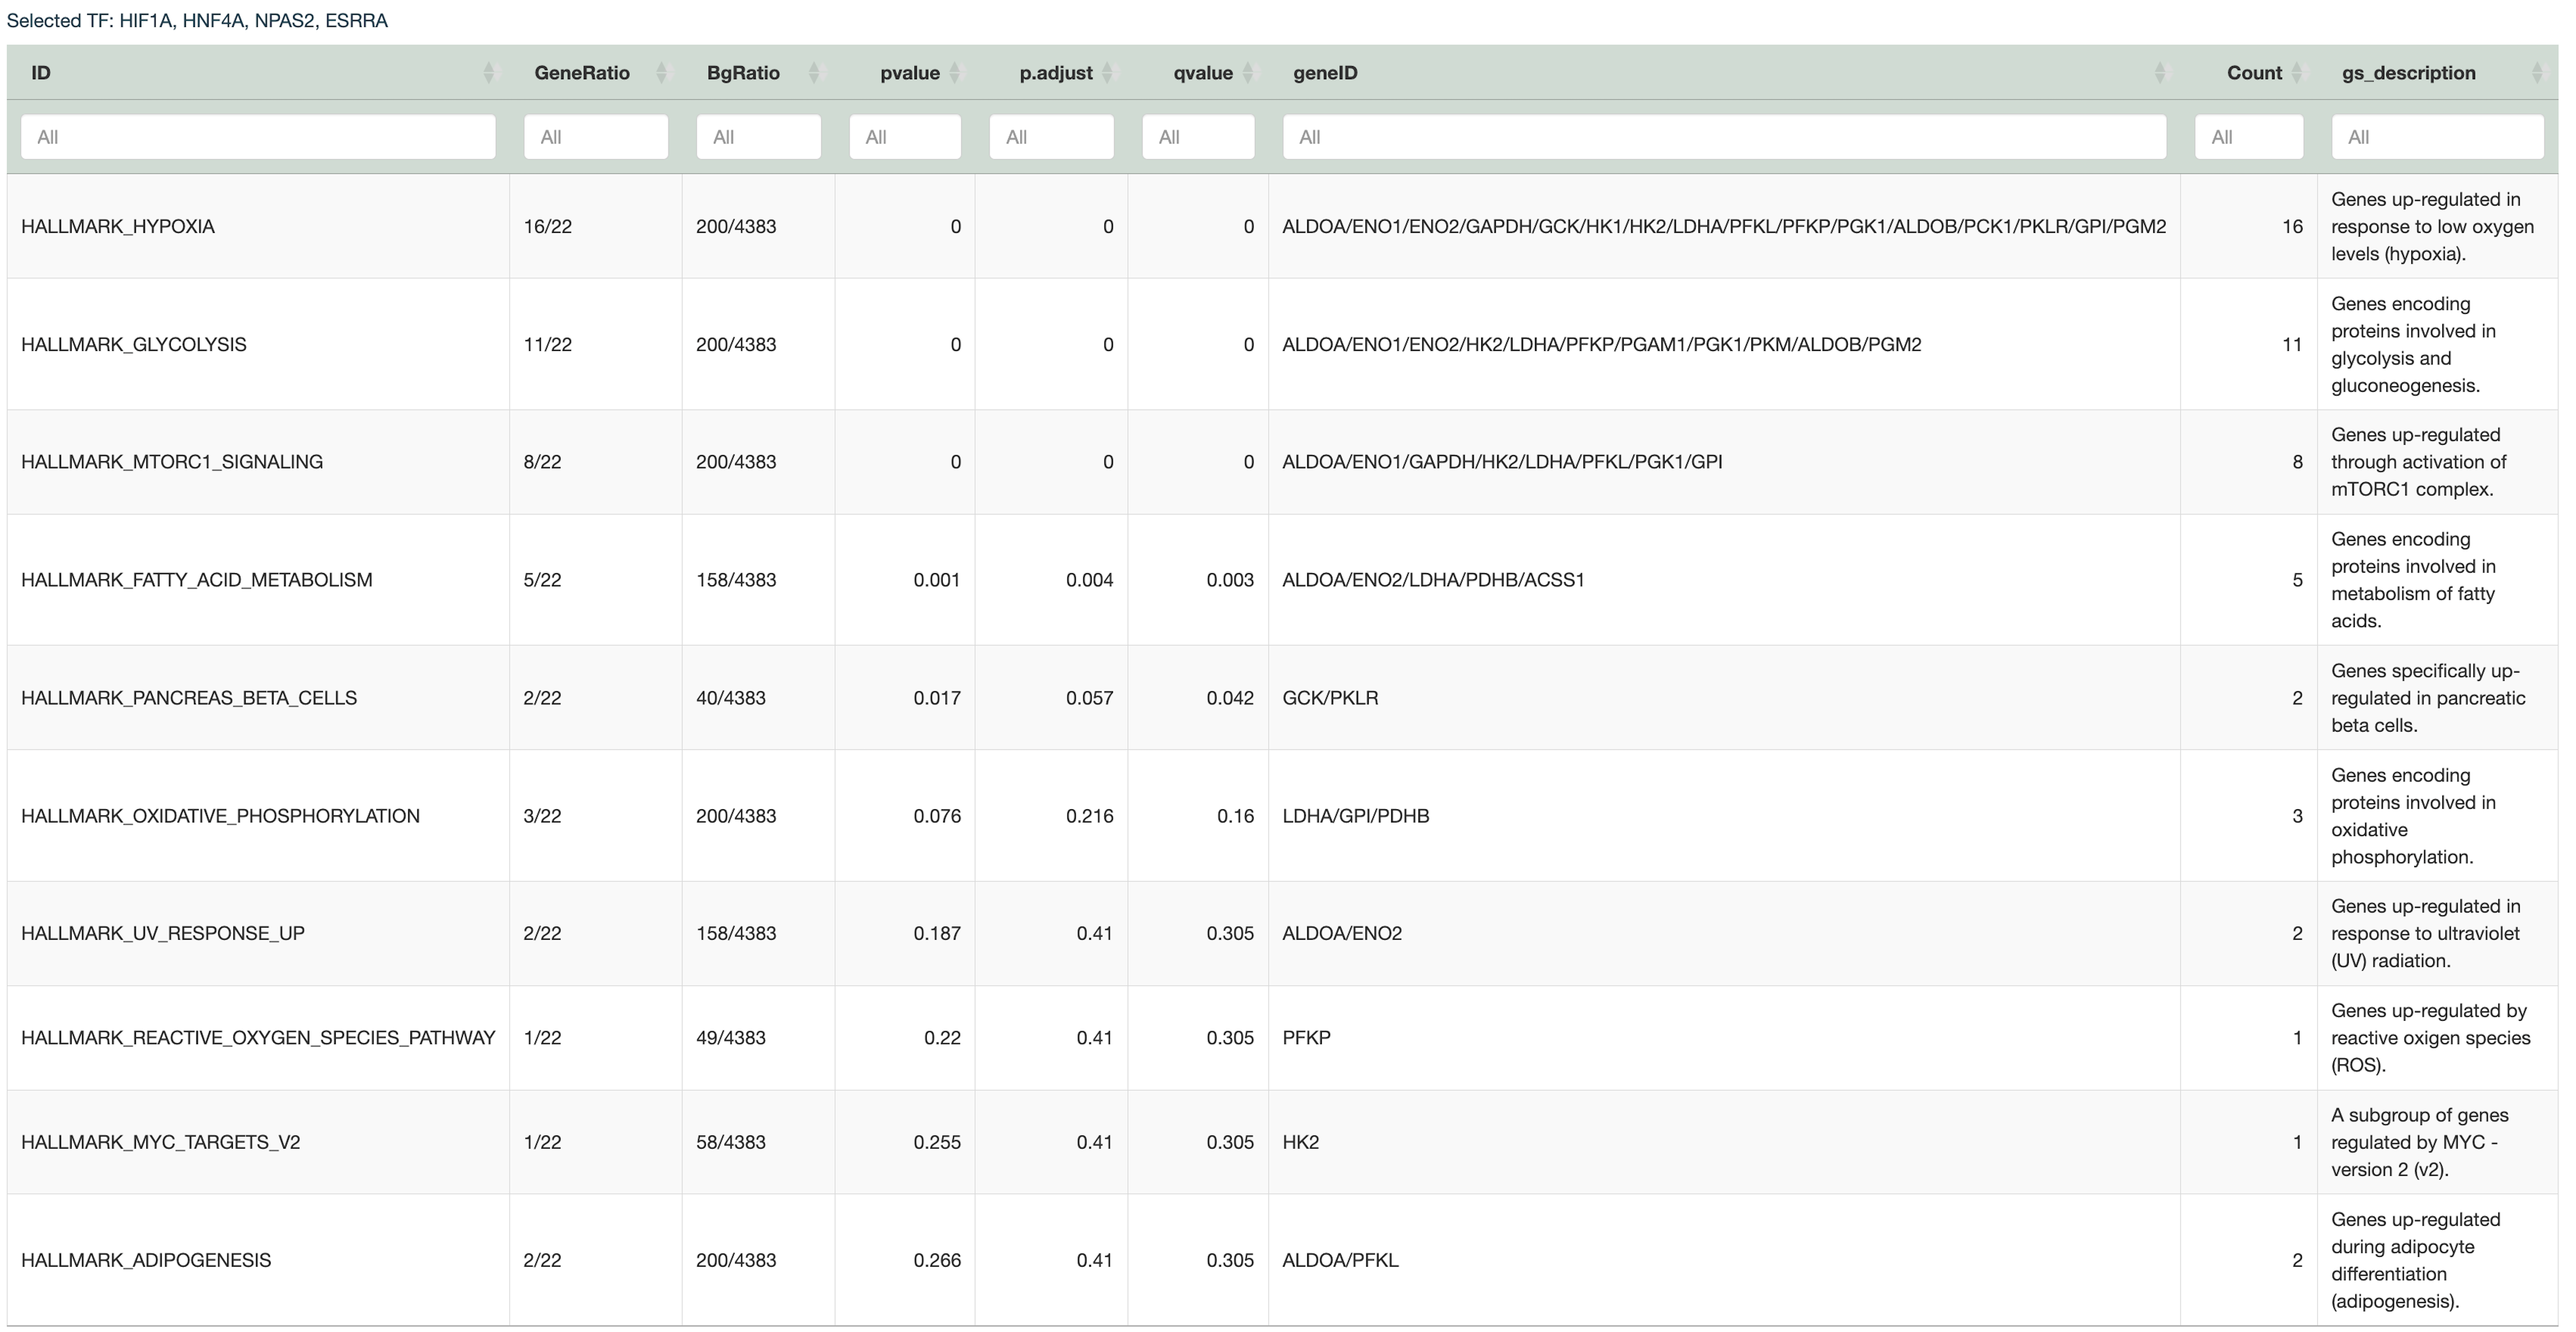 Selected TF: HIF1A, HNF4A, NPAS2, ESRRA
ID GeneRatio BgRatio pvalue p.adjust qvalue geneID Count gs_description
All All All All All All All All All
HALLMARK_HYPOXIA 16/22 200/4383 0 0 0 ALDOA/ENO1/ENO2/GAPDH/GCK/HK1/HK2/LDHA/PFKL/PFKP/PGK1/ALDOB/PCK1/PKLR/GPI/PGM2 16 Genes up-regulated in
response to low oxygen
levels (hypoxia).
HALLMARK_GLYCOLYSIS 11/22 200/4383 0 0 0 ALDOA/ENO1/ENO2/HK2/LDHA/PFKP/PGAM1/PGK1/PKM/ALDOB/PGM2 11 Genes encoding
proteins involved in
glycolysis and
gluconeogenesis.
HALLMARK_MTORC1_SIGNALING 8/22 200/4383 0 0 0 ALDOA/ENO1/GAPDH/HK2/LDHA/PFKL/PGK1/GPI 8 Genes up-regulated
through activation of
mTORC1 complex.
HALLMARK_FATTY_ACID_METABOLISM 5/22 158/4383 0.001 0.004 0.003 ALDOA/ENO2/LDHA/PDHB/ACSS1 5 Genes encoding
proteins involved in
metabolism of fatty
acids.
HALLMARK_PANCREAS_BETA_CELLS 2/22 40/4383 0.017 0.057 0.042 GCK/PKLR 2 Genes specifically up-
regulated in pancreatic
beta cells.
HALLMARK_OXIDATIVE_PHOSPHORYLATION 3/22 200/4383 0.076 0.216 0.16 LDHA/GPI/PDHB 3 Genes encoding
proteins involved in
oxidative
phosphorylation.
HALLMARK_UV_RESPONSE_UP 2/22 158/4383 0.187 0.41 0.305 ALDOA/ENO2 2 Genes up-regulated in
response to ultraviolet
(UV) radiation.
HALLMARK_REACTIVE_OXYGEN_SPECIES_PATHWAY 1/22 49/4383 0.22 0.41 0.305 PFKP 1 Genes up-regulated by
reactive oxigen species
(ROS).
HALLMARK_MYC_TARGETS_V2 1/22 58/4383 0.255 0.41 0.305 HK2 1 A subgroup of genes
regulated by MYC -
version 2 (v2).
HALLMARK_ADIPOGENESIS 2/22 200/4383 0.266 0.41 0.305 ALDOA/PFKL 2 Genes up-regulated
during adipocyte
differentiation
(adipogenesis).